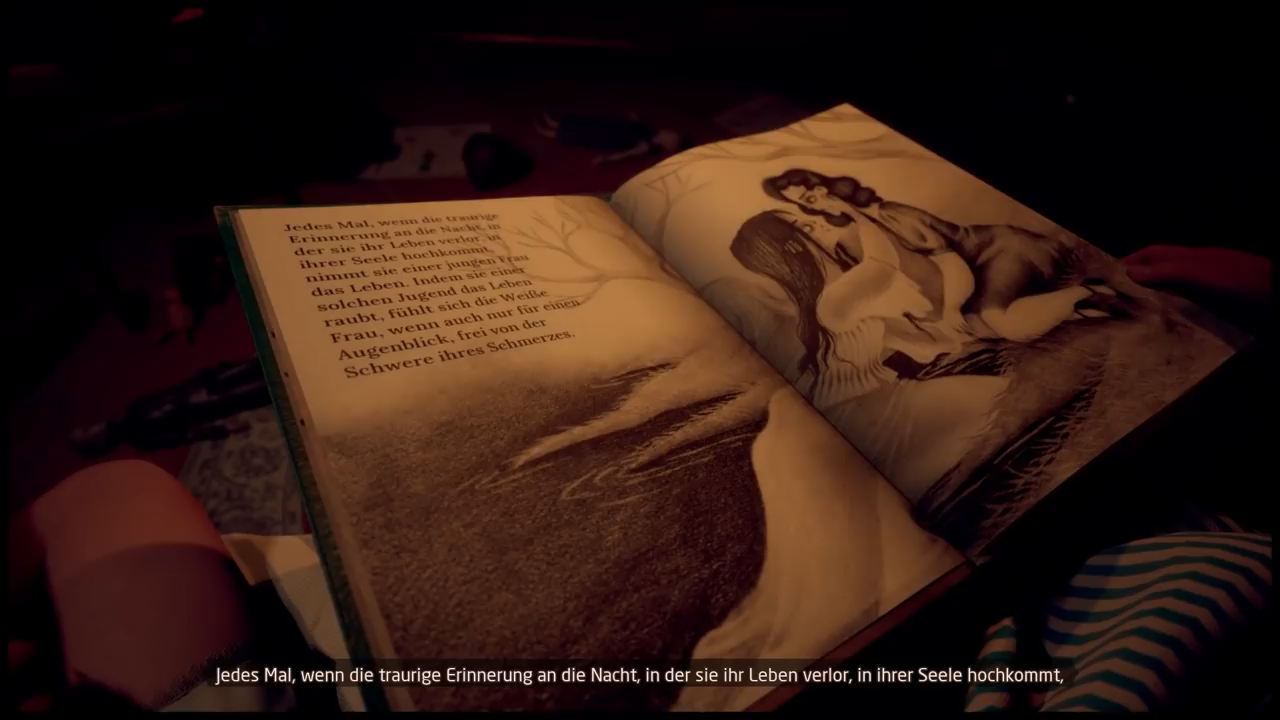 Jedes Mal, wenn die traurige
Erinnerung an die Nacht, in
der sie ihr Leben verlor, in
ihrer Seele hochkommt,
nimmt sie einer jungen Frau
das Leben. Indem sie einer
solchen Jugend das Leben
raubt, fühlt sich die Weiße
Frau, wenn auch nur für einen
Augenblick, frei von der
Schwere ihres Schmerzes.
Jedes Mal, wenn die traurige Erinnerung an die Nacht, in der sie ihr Leben verlor, in ihrer Seele hochkommt,